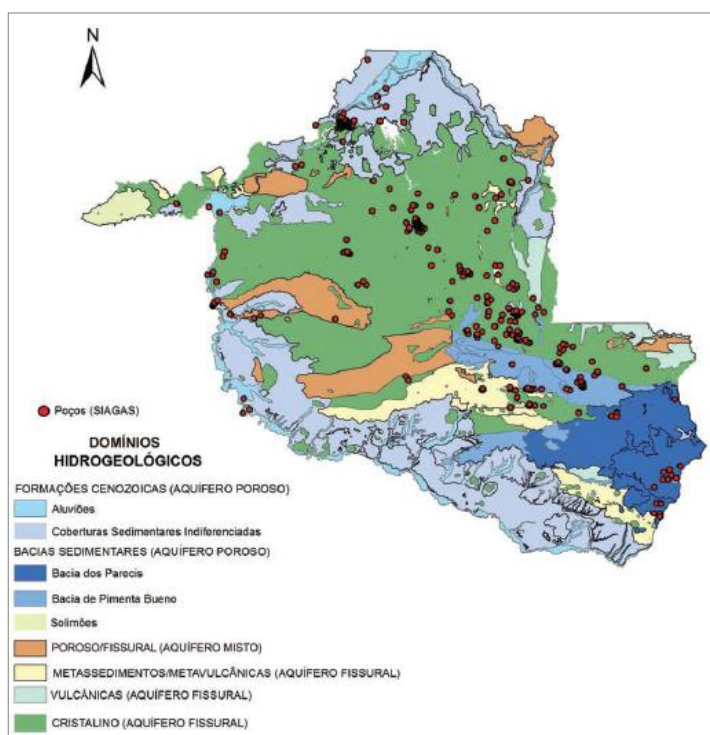 N
Poços (SIAGAS)
DOMÍNIOS
HIDROGEOLÓGICOS
FORMAÇÕES CENOZOICAS (AQUÍFERO POROSO)
Aluviões
Coberturas Sedimentares Indiferenciadas
BACIAS SEDIMENTARES (AQUÍFERO POROSO)
Bacia dos Parecis
Bacia de Pimenta Bueno
Solimões
POROSO/FISSURAL (AQUÍFERO MISTO)
METASSEDIMENTOS/METAVULCÂNICAS (AQUÍFERO FISSURAL)
VULCÂNICAS (AQUÍFERO FISSURAL)
CRISTALINO (AQUÍFERO FISSURAL)